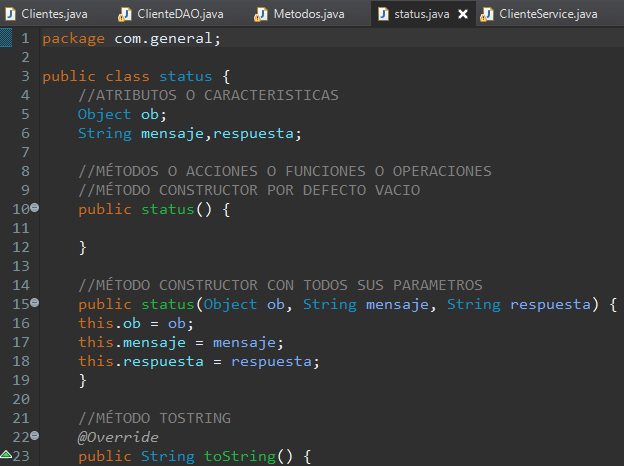 Clientes.java ClienteDAO.java Metodos.java status.java ClienteService.java
1 package com.general;
2
3 public class status {
4 //ATRIBUTOS O CARACTERISTICAS
5 Object ob;
6 String mensaje,respuesta;
7
8 //MÉTODOS O ACCIONES O FUNCIONES O OPERACIONES
9 //MÉTODO CONSTRUCTOR POR DEFECTO VACIO
10 public status() {
11
12 }
13
14 //MÉTODO CONSTRUCTOR CON TODOS SUS PARAMETROS
15 public status(Object ob, String mensaje, String respuesta) {
16 this.ob = ob;
17 this.mensaje = mensaje;
18 this.respuesta = respuesta;
19 }
20
21 //MÉTODO TOSTRING
22 @Override
23 public String toString() {